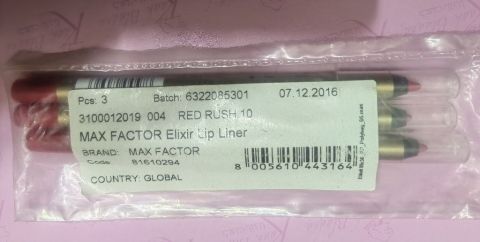 Pcs: 3 Batch: 6322085301 07.12.2016
3100012019 004 RED RUSH 10
MAX FACTOR Elixir Lip Liner
BRAND: MAX FACTOR
Code 81610294
COUNTRY: GLOBAL
8 005610 443164